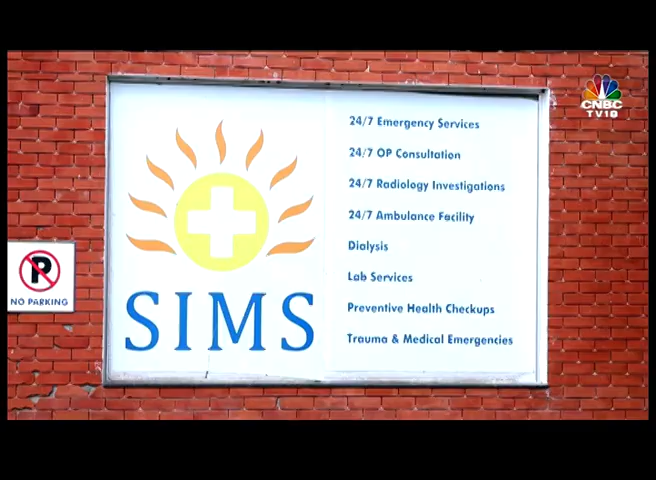 CNBC
TV18
24/7 Emergency Services
24/7 OP Consultation
24/7 Radiology Investigations
24/7 Ambulance Facility
Dialysis
Lab Services
Preventive Health Checkups
Trauma & Medical Emergencies
SIMS
P
NO PARKING